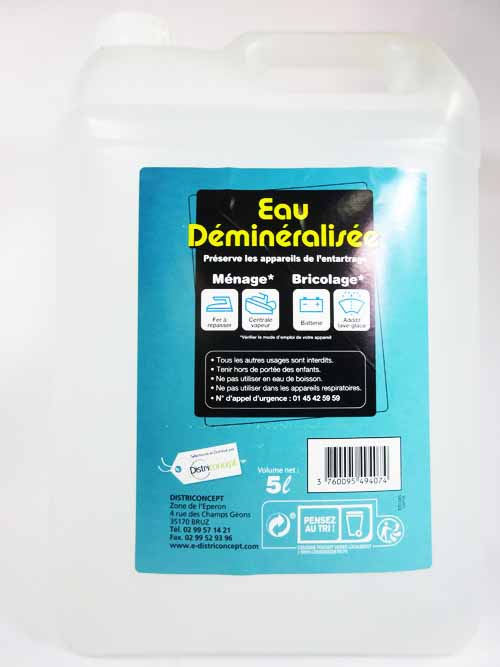 Eau
Déminéralisée
Préserve les appareils de l'entartrage
Ménage* Bricolage*
Fer à repasser
Centrale vapeur
Batterie
Additif lave-glace
*Vérifier le mode d'emploi de votre appareil
• Tous les autres usages sont interdits.
• Tenir hors de portée des enfants.
• Ne pas utiliser en eau de boisson.
• Ne pas utiliser dans les appareils respiratoires.
• N° d'appel d'urgence : 01 45 42 59 59
Sélectionné et Distribué par
Districoncept
Volume net :
5ℓ
3 760095 494074
DISTRICONCEPT
Zone de l'Eperon
4 rue des Champs Géons
35170 BRUZ
Tél. 02 99 57 14 21
Fax. 02 99 52 93 96
www.e-districoncept.com
PENSEZ
AU TRI !